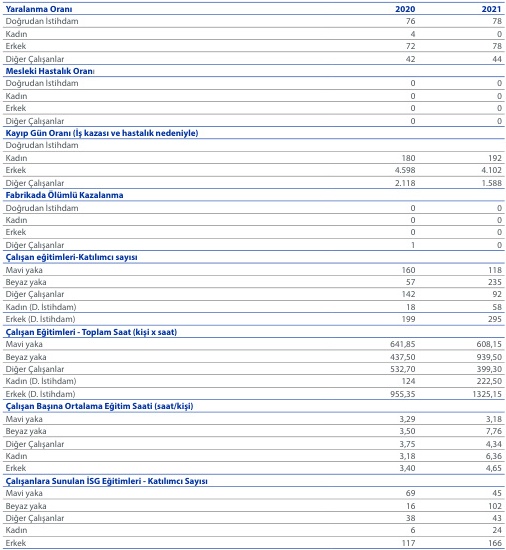 Yaralanma Oranı 2020 2021
Doğrudan İstihdam 76 78
Kadın 4 0
Erkek 72 78
Diğer Çalışanlar 42 44
Mesleki Hastalık Oranı
Doğrudan İstihdam 0 0
Kadın 0 0
Erkek 0 0
Diğer Çalışanlar 0 0
Kayıp Gün Oranı (İş kazası ve hastalık nedeniyle)
Doğrudan İstihdam
Kadın 180 192
Erkek 4.598 4.102
Diğer Çalışanlar 2.118 1.588
Fabrikada Ölümlü Kazalanma
Doğrudan İstihdam 0 0
Kadın 0 0
Erkek 0 0
Diğer Çalışanlar 1 0
Çalışan eğitimleri-Katılımcı sayısı
Mavi yaka 160 118
Beyaz yaka 57 235
Diğer Çalışanlar 142 92
Kadın (D. İstihdam) 18 58
Erkek (D. İstihdam) 199 295
Çalışan Eğitimleri - Toplam Saat (kişi x saat)
Mavi yaka 641,85 608,15
Beyaz yaka 437,50 939,50
Diğer Çalışanlar 532,70 399,30
Kadın (D. İstihdam) 124 222,50
Erkek (D. İstihdam) 955,35 1325,15
Çalışan Başına Ortalama Eğitim Saati (saat/kişi)
Mavi yaka 3,29 3,18
Beyaz yaka 3,50 7,76
Diğer Çalışanlar 3,75 4,34
Kadın 3,18 6,36
Erkek 3,40 4,65
Çalışanlara Sunulan İSG Eğitimleri - Katılımcı Sayısı
Mavi yaka 69 45
Beyaz yaka 16 102
Diğer Çalışanlar 38 43
Kadın 6 24
Erkek 117 166